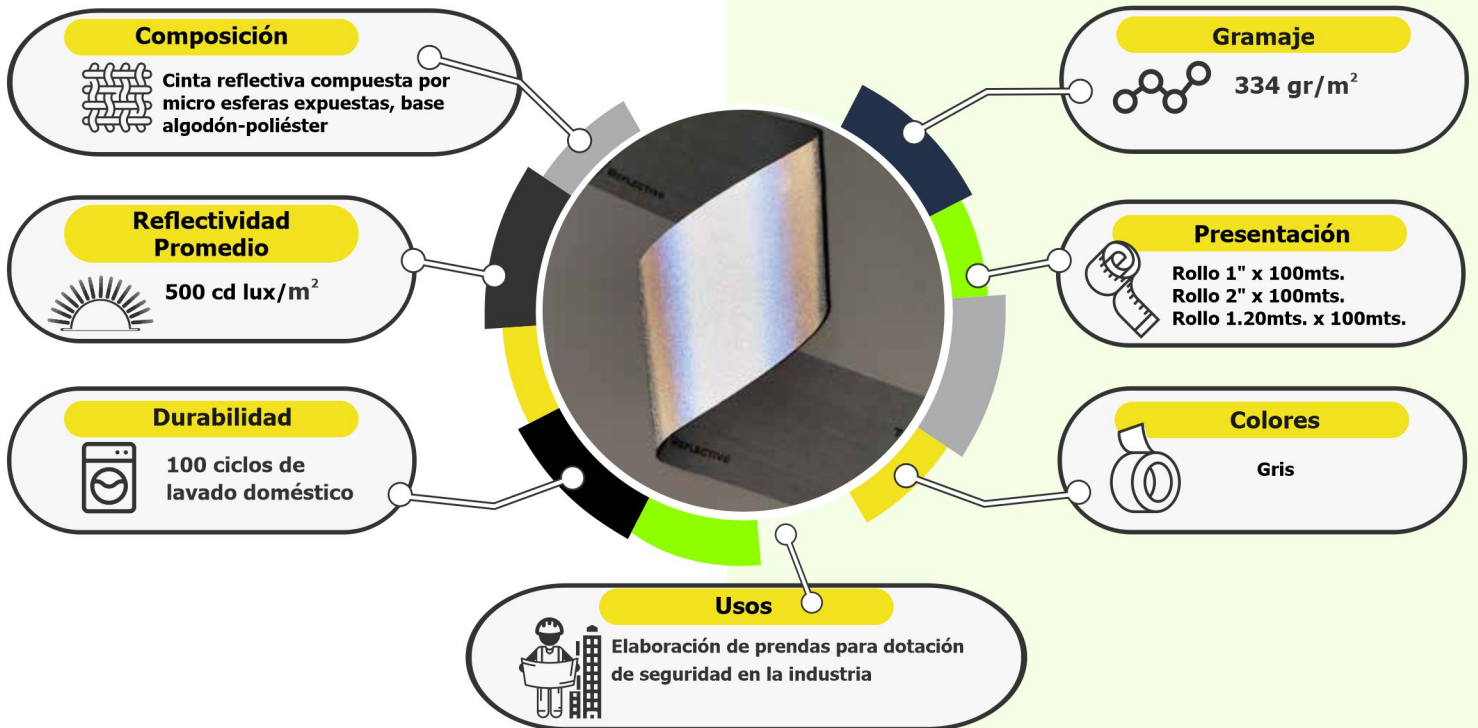 Composición
Cinta reflectiva compuesta por
micro esferas expuestas, base
algodón-poliéster
Reflectividad
Promedio
500 cd lux/m²
Durabilidad
100 ciclos de
lavado doméstico
Gramaje
334 gr/m²
Presentación
Rollo 1" x 100mts.
Rollo 2" x 100mts.
Rollo 1.20mts. x 100mts.
Colores
Gris
REFLECTIVE
REFLECTIVE
Usos
Elaboración de prendas para dotación
de seguridad en la industria